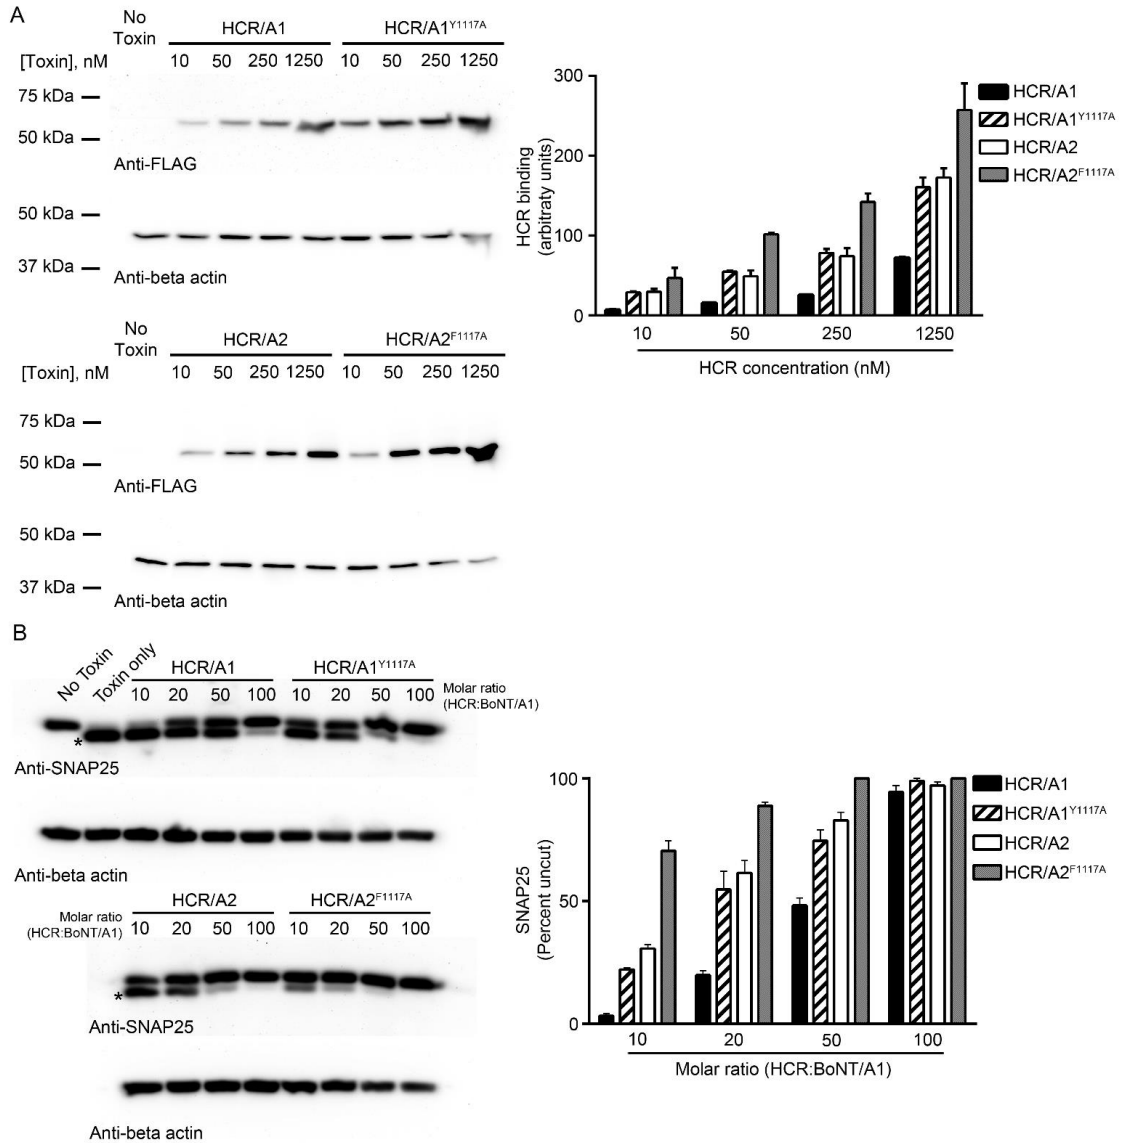 A
No
Toxin
HCR/A1
HCR/A1Y1117A
[Toxin], nM
10 50 250 1250 10 50 250 1250
75 kDa
50 kDa
Anti-FLAG
50 kDa
37 kDa
Anti-beta actin
No
Toxin
HCR/A2
HCR/A2F1117A
[Toxin], nM
10 50 250 1250 10 50 250 1250
75 kDa
50 kDa
Anti-FLAG
50 kDa
37 kDa
Anti-beta actin
HCR binding
(arbitraty units)
300
200
100
0
10 50 250 1250
HCR concentration (nM)
HCR/A1
HCR/A1Y1117A
HCR/A2
HCR/A2F1117A
B
No Toxin
Toxin only
HCR/A1
HCR/A1Y1117A
10 20 50 100 10 20 50 100
Molar ratio
(HCR:BoNT/A1)
*
Anti-SNAP25
Anti-beta actin
HCR/A2
HCR/A2F1117A
Molar ratio
(HCR:BoNT/A1)
10 20 50 100 10 20 50 100
*
Anti-SNAP25
Anti-beta actin
SNAP25
(Percent uncut)
100
50
0
10 20 50 100
Molar ratio (HCR:BoNT/A1)
HCR/A1
HCR/A1Y1117A
HCR/A2
HCR/A2F1117A